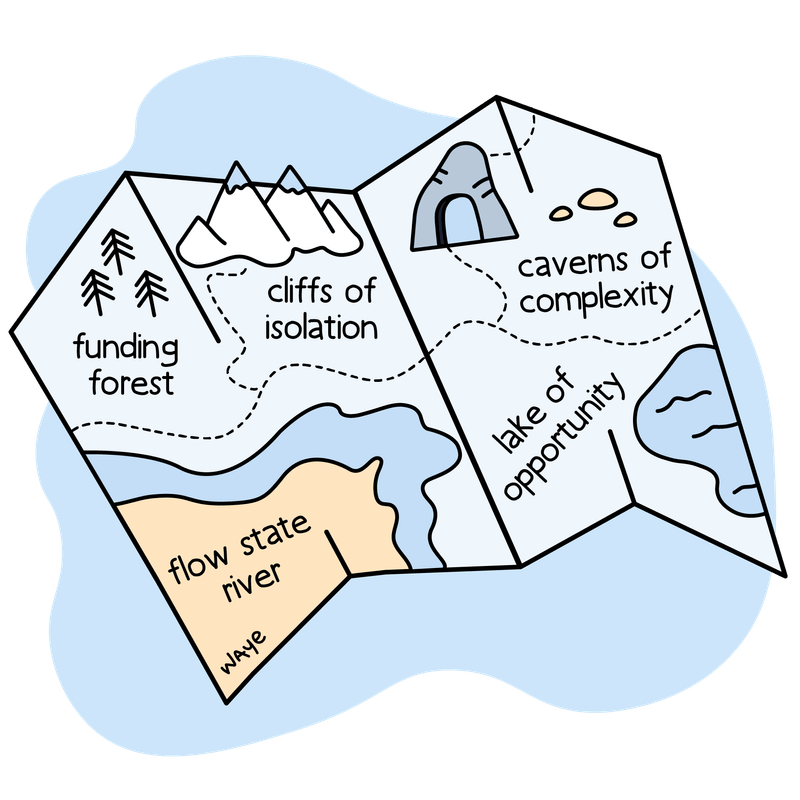 funding
forest
cliffs of
isolation
caverns of
complexity
lake of
opportunity
flow state
river
WAYE